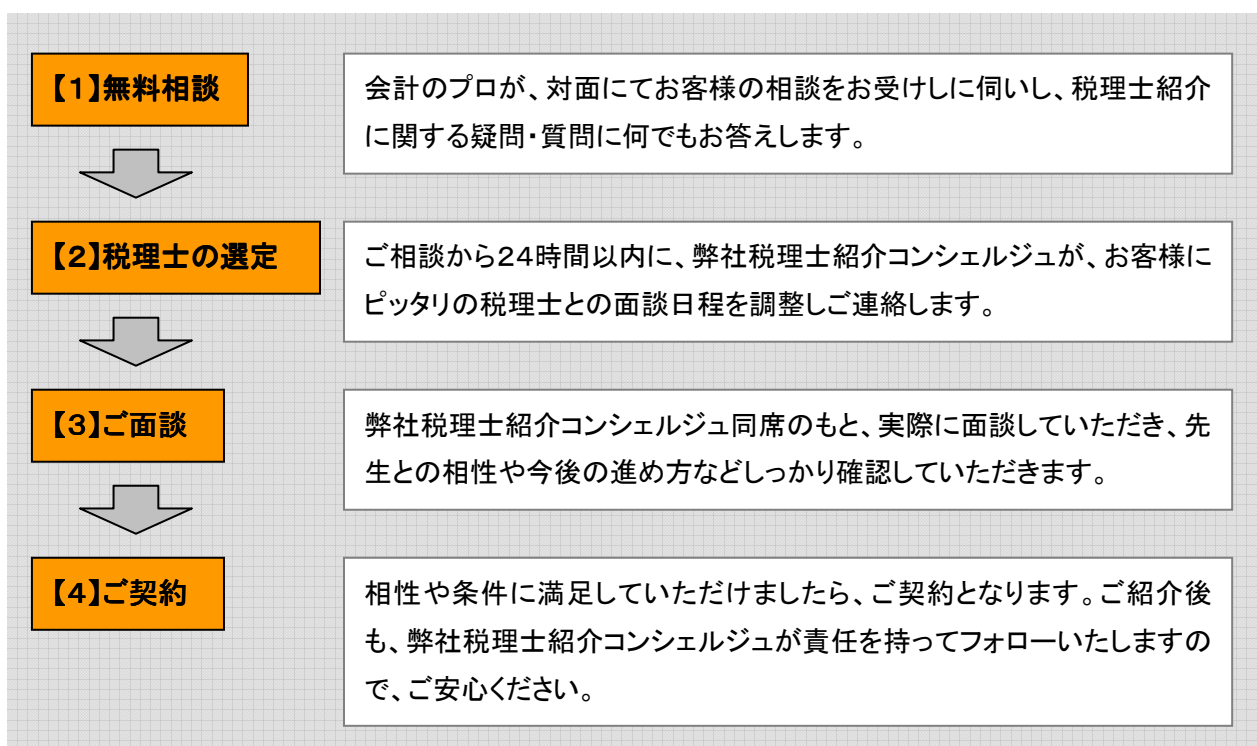 【1】無料相談
会計のプロが、対面にてお客様の相談をお受けしに伺いし、税理士紹介
に関する疑問・質問に何でもお答えします。
【2】税理士の選定
ご相談から24時間以内に、弊社税理士紹介コンシェルジュが、お客様に
ピッタリの税理士との面談日程を調整しご連絡します。
【3】ご面談
弊社税理士紹介コンシェルジュ同席のもと、実際に面談していただき、先
生との相性や今後の進め方などしっかり確認していただきます。
【4】ご契約
相性や条件に満足していただけましたら、ご契約となります。ご紹介後
も、弊社税理士紹介コンシェルジュが責任を持ってフォローいたしますの
で、ご安心ください。